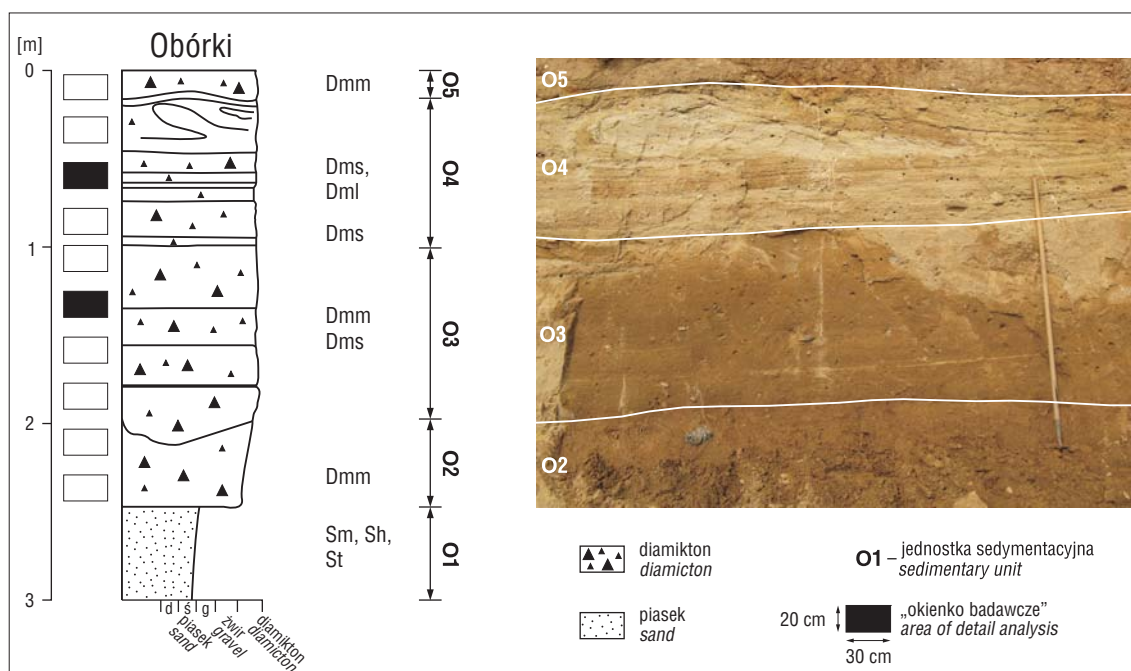 Obórki
[m]
0
1
2
3
Dmm
Dms,
Dml
Dms
Dmm
Dms
Dmm
Sm, Sh,
St
O5
O4
O3
O2
O1
d ś g
piasek
sand
żwir
gravel
diamikton
diamicton
O5
O4
O3
O2
diamikton
diamicton
piasek
sand
O1 – jednostka sedymentacyjna
sedimentary unit
20 cm
30 cm
„okienko badawcze”
area of detail analysis